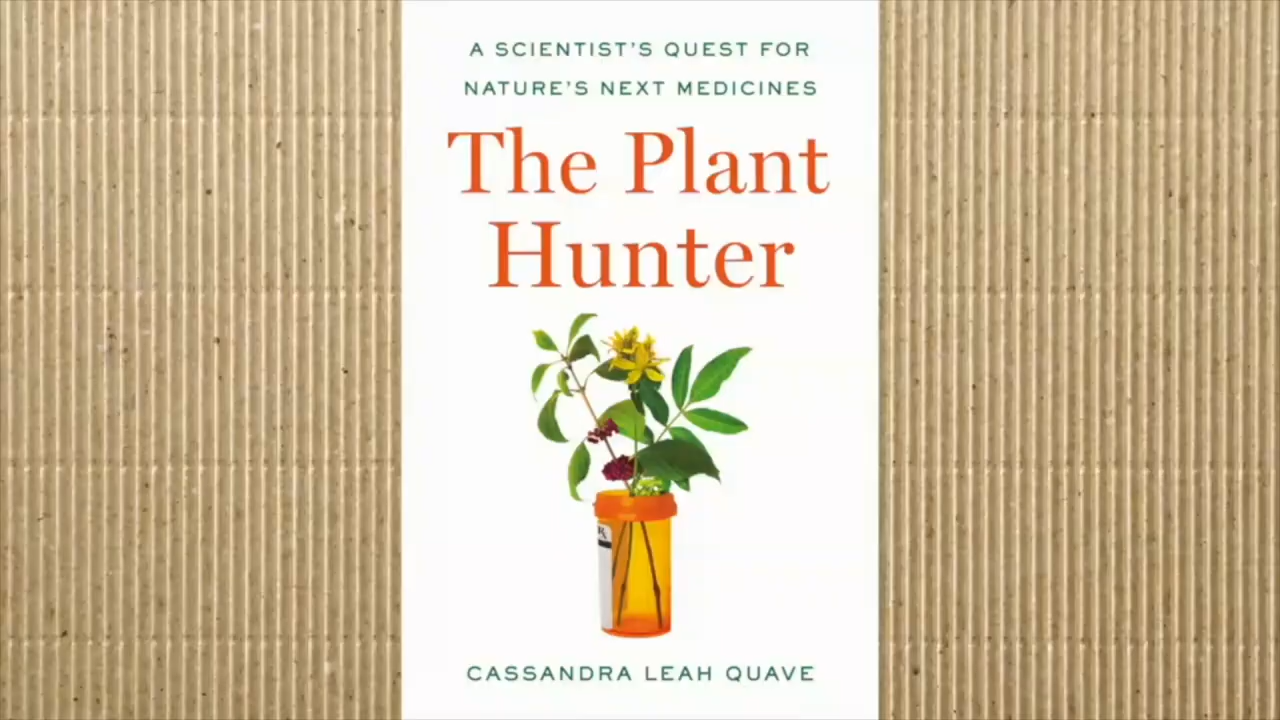 A SCIENTIST'S QUEST FOR
NATURE'S NEXT MEDICINES
The Plant
Hunter
CASSANDRA LEAH QUAVE